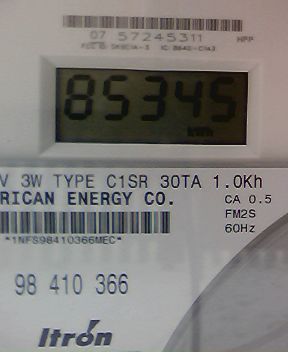 07 57245311
85345
kWh
V 3W TYPE C1SR 30TA 1.0Kh
RICAN ENERGY CO.
CA 0.5
FM2S
60Hz
*1NFS98410366MEC*
98 410 366
Itrón